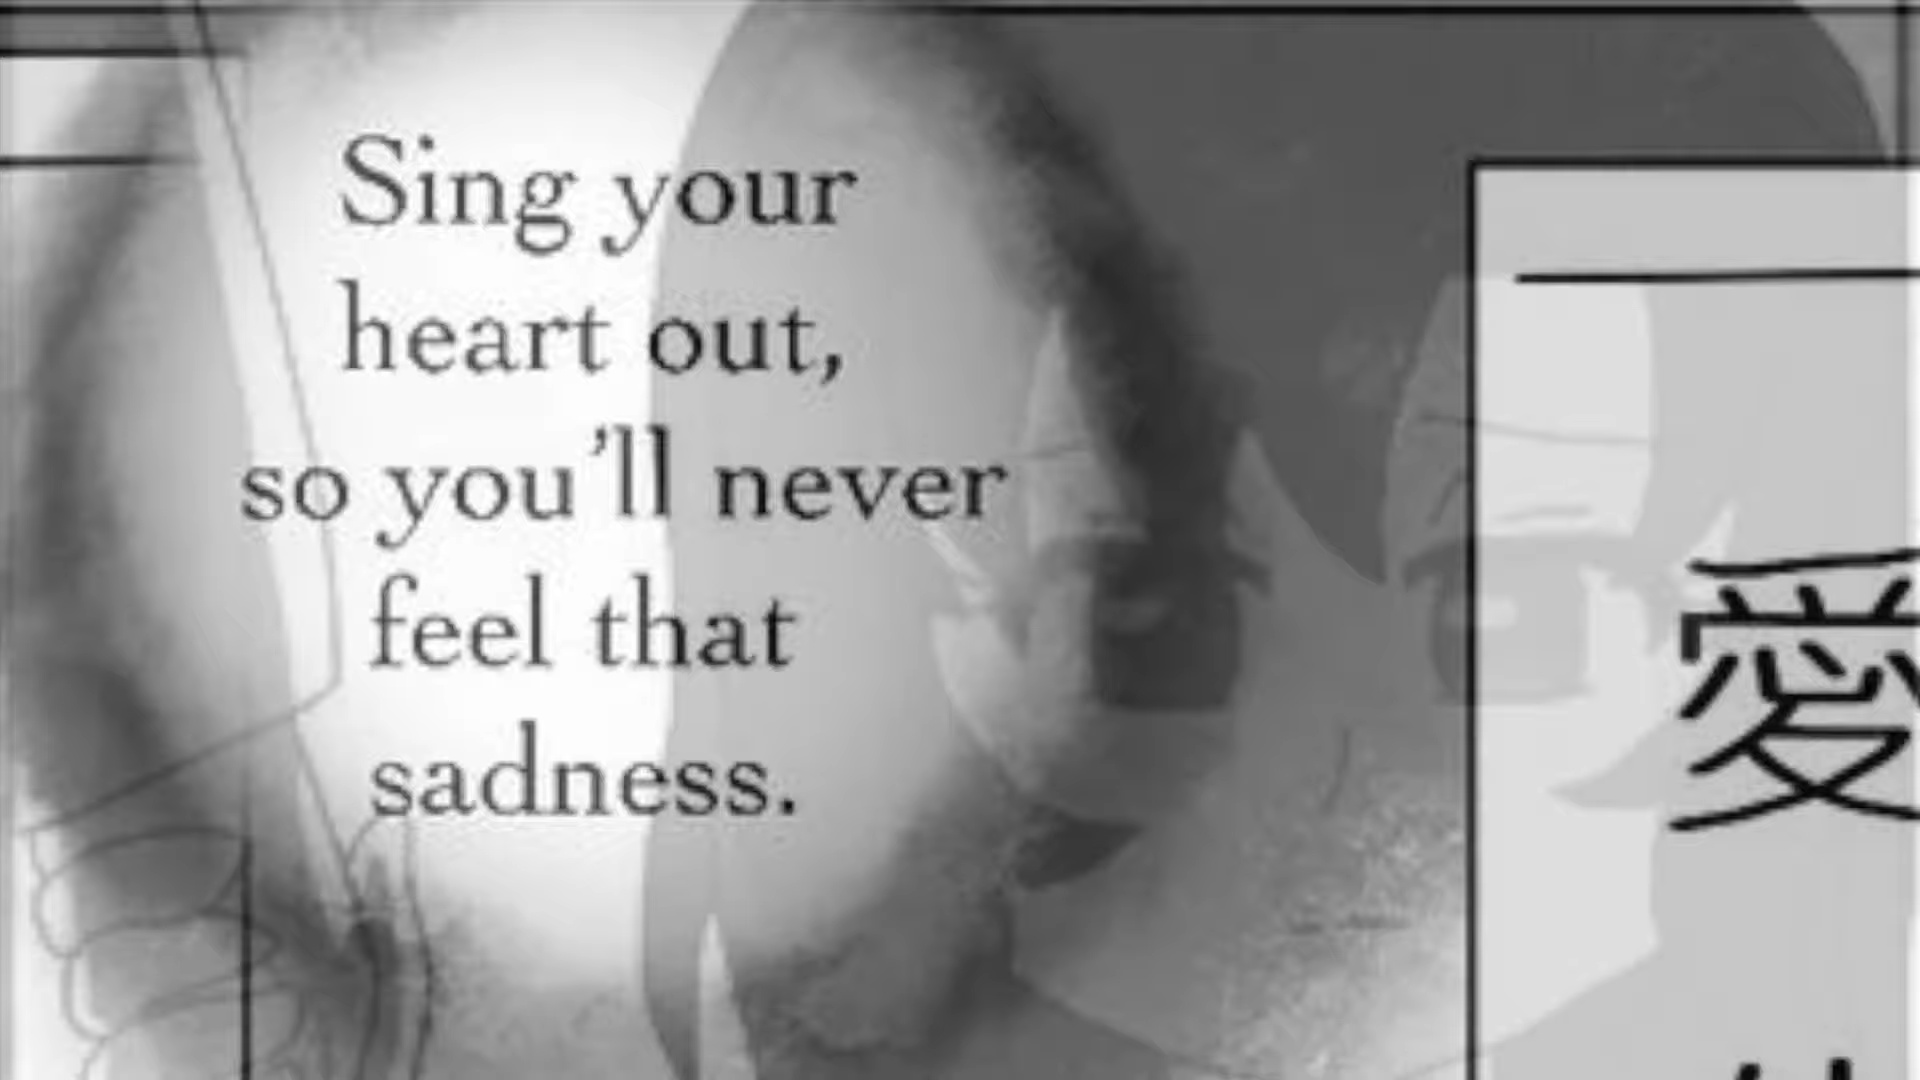 Sing your
heart out,
so you'll never
feel that
sadness.
愛